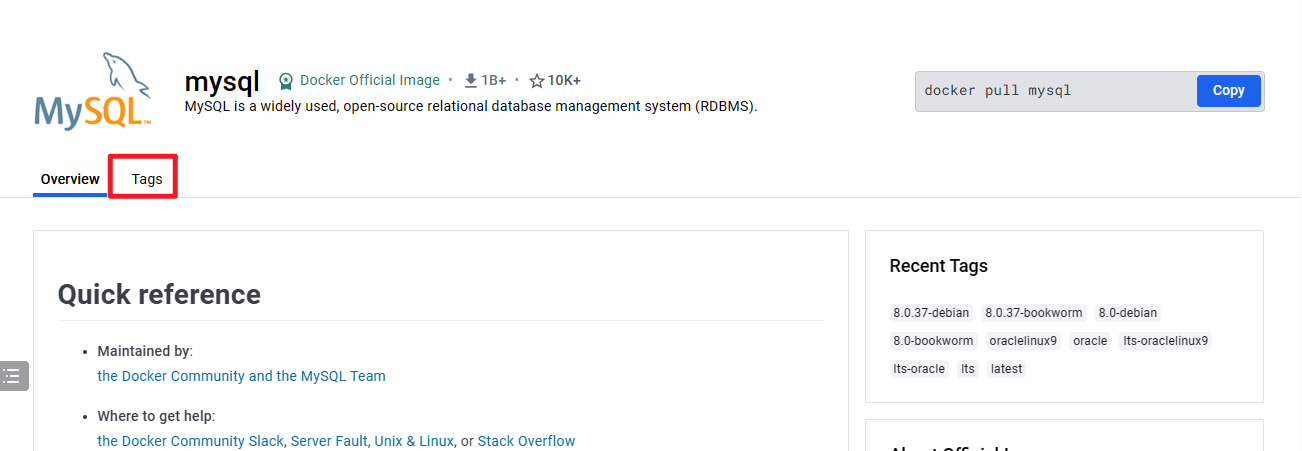 MySQL™
mysql Docker Official Image • 1B+ • 10K+
MySQL is a widely used, open-source relational database management system (RDBMS).
docker pull mysql Copy
Overview Tags
Quick reference
Maintained by:
the Docker Community and the MySQL Team
Where to get help:
the Docker Community Slack, Server Fault, Unix & Linux, or Stack Overflow
Recent Tags
8.0.37-debian 8.0.37-bookworm 8.0-debian
8.0-bookworm oraclelinux9 oracle lts-oraclelinux9
lts-oracle lts latest